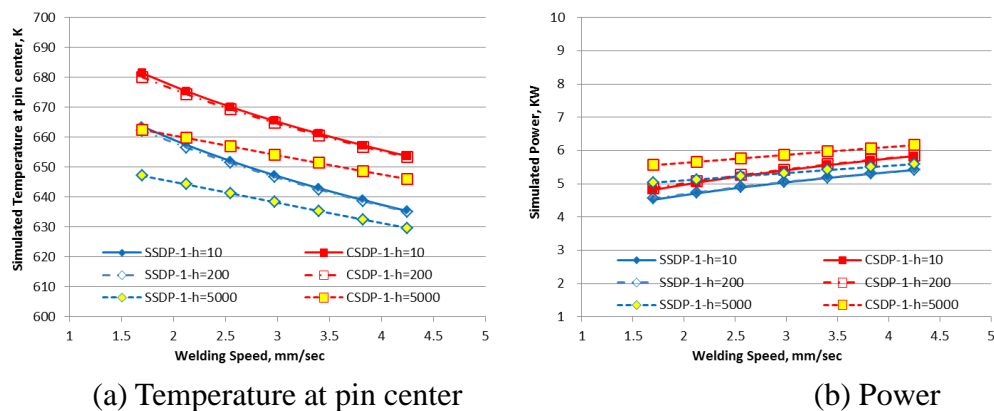 700
690
680
670
660
650
640
630
620
610
600
Simulated Temperature at pin center, K
SSDP-1-h=10
CSDP-1-h=10
SSDP-1-h=200
CSDP-1-h=200
SSDP-1-h=5000
CSDP-1-h=5000
1 1.5 2 2.5 3 3.5 4 4.5 5
Welding Speed, mm/sec
(a) Temperature at pin center
10
9
8
7
6
5
4
3
2
1
Simulated Power, KW
SSDP-1-h=10
CSDP-1-h=10
SSDP-1-h=200
CSDP-1-h=200
SSDP-1-h=5000
CSDP-1-h=5000
1 1.5 2 2.5 3 3.5 4 4.5 5
Welding Speed, mm/sec
(b) Power